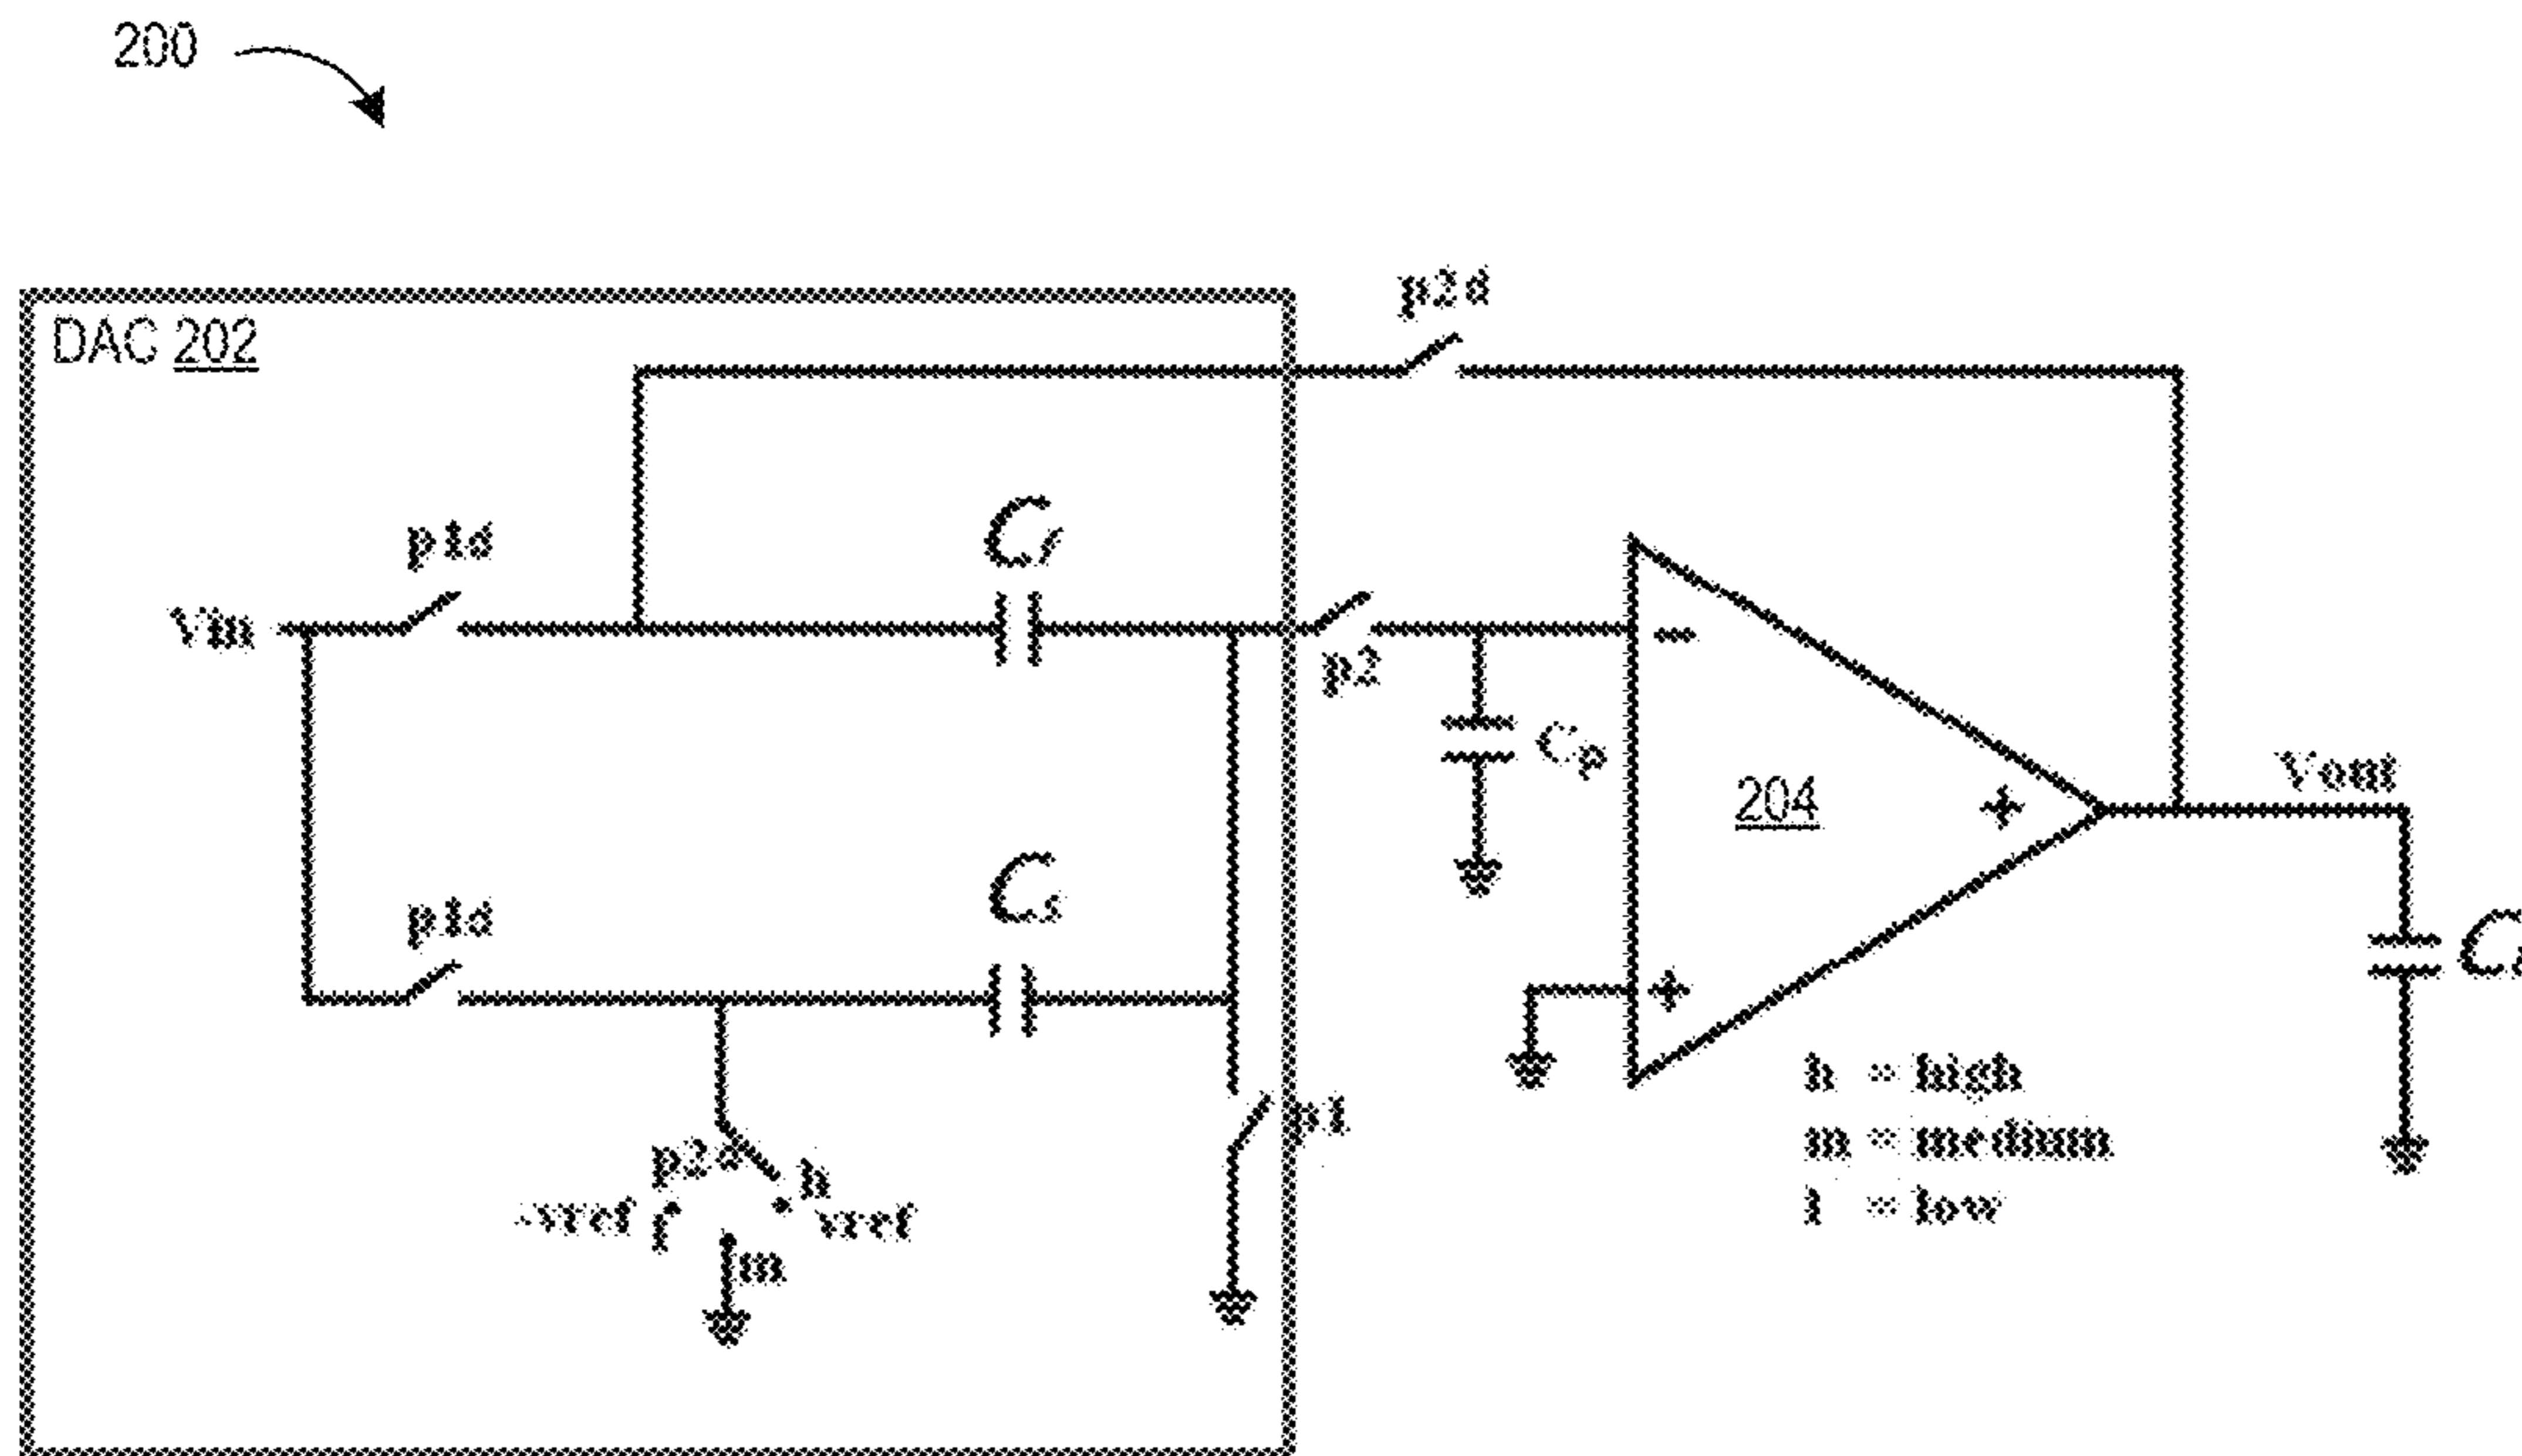 200
p2d
DAC 202
Cf
p1d
Vin
p2
Cp
204
Vout
Cs
p1d
h = high
m = medium
l = low
p1
p2d
h
-vref
l
vref
m
-
+
+